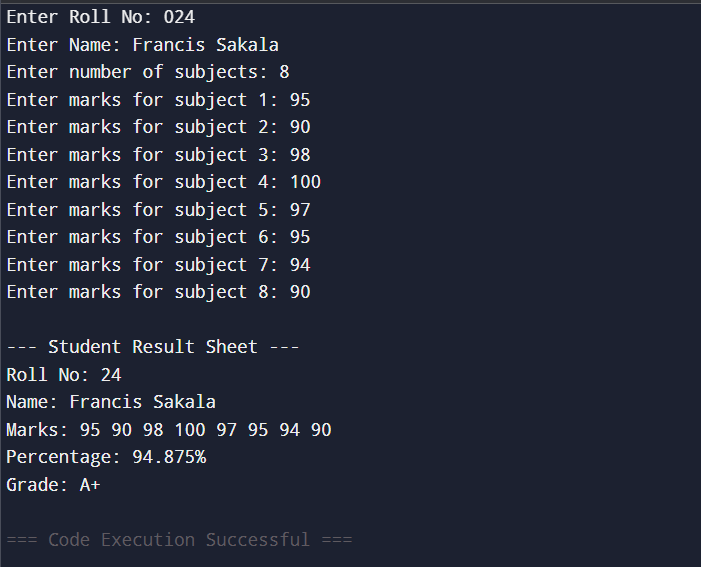 Enter Roll No: 024
Enter Name: Francis Sakala
Enter number of subjects: 8
Enter marks for subject 1: 95
Enter marks for subject 2: 90
Enter marks for subject 3: 98
Enter marks for subject 4: 100
Enter marks for subject 5: 97
Enter marks for subject 6: 95
Enter marks for subject 7: 94
Enter marks for subject 8: 90

--- Student Result Sheet ---
Roll No: 24
Name: Francis Sakala
Marks: 95 90 98 100 97 95 94 90
Percentage: 94.875%
Grade: A+

=== Code Execution Successful ===